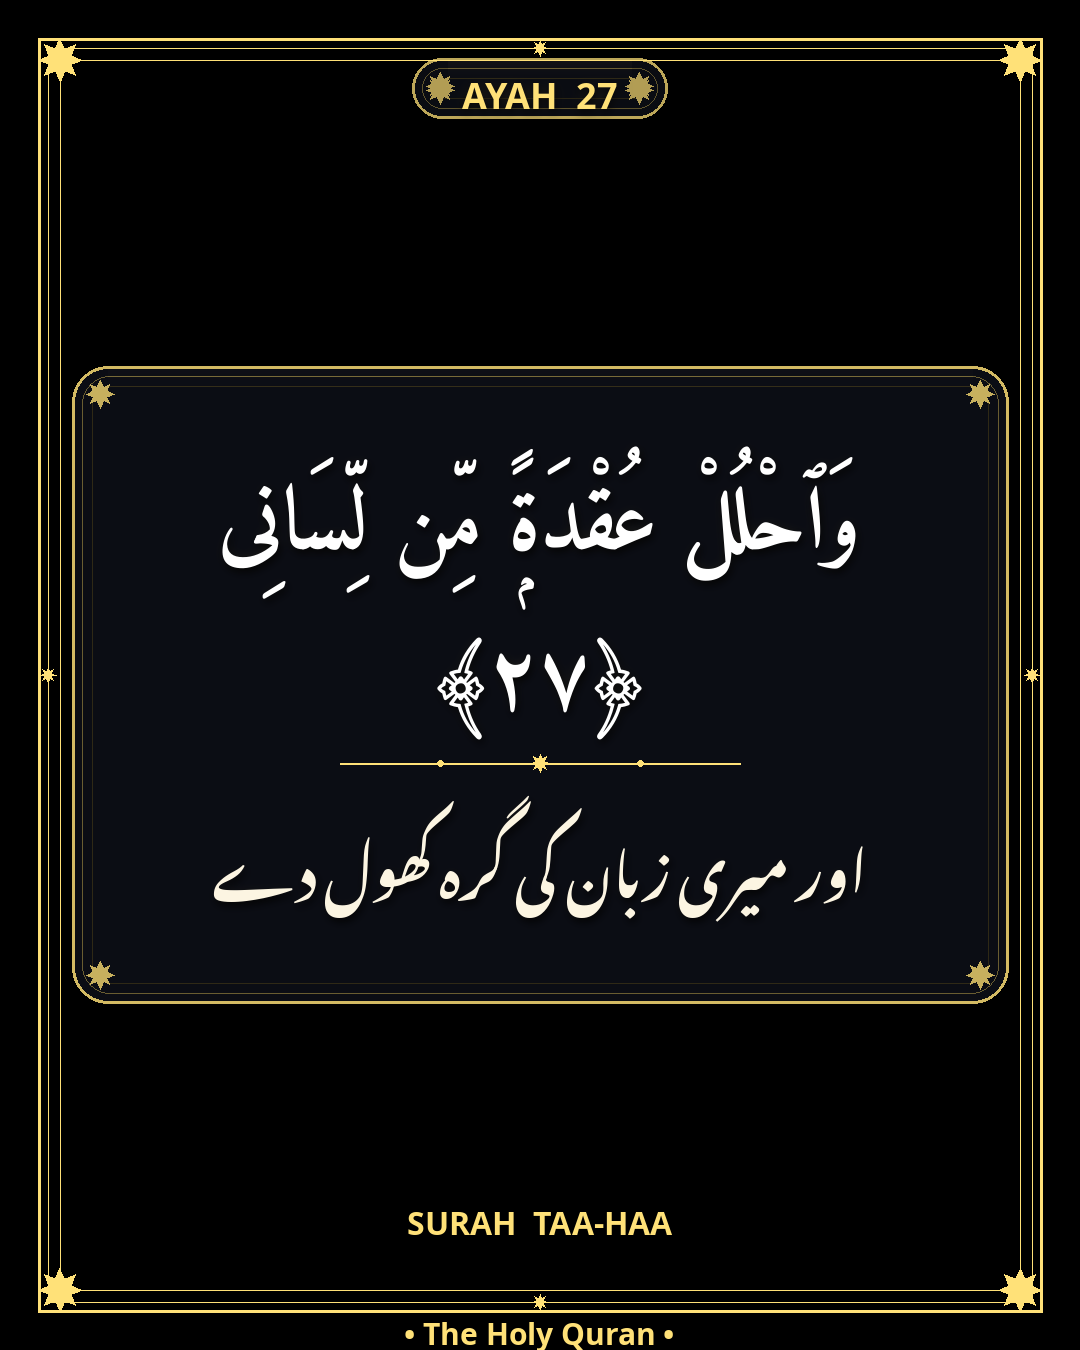 AYAH 27
وَٱحْلُلْ عُقْدَةًۭ مِّن لِّسَانِى
﴿٢٧﴾
اور میری زبان کی گرہ کھول دے
SURAH TAA-HAA
• The Holy Quran •